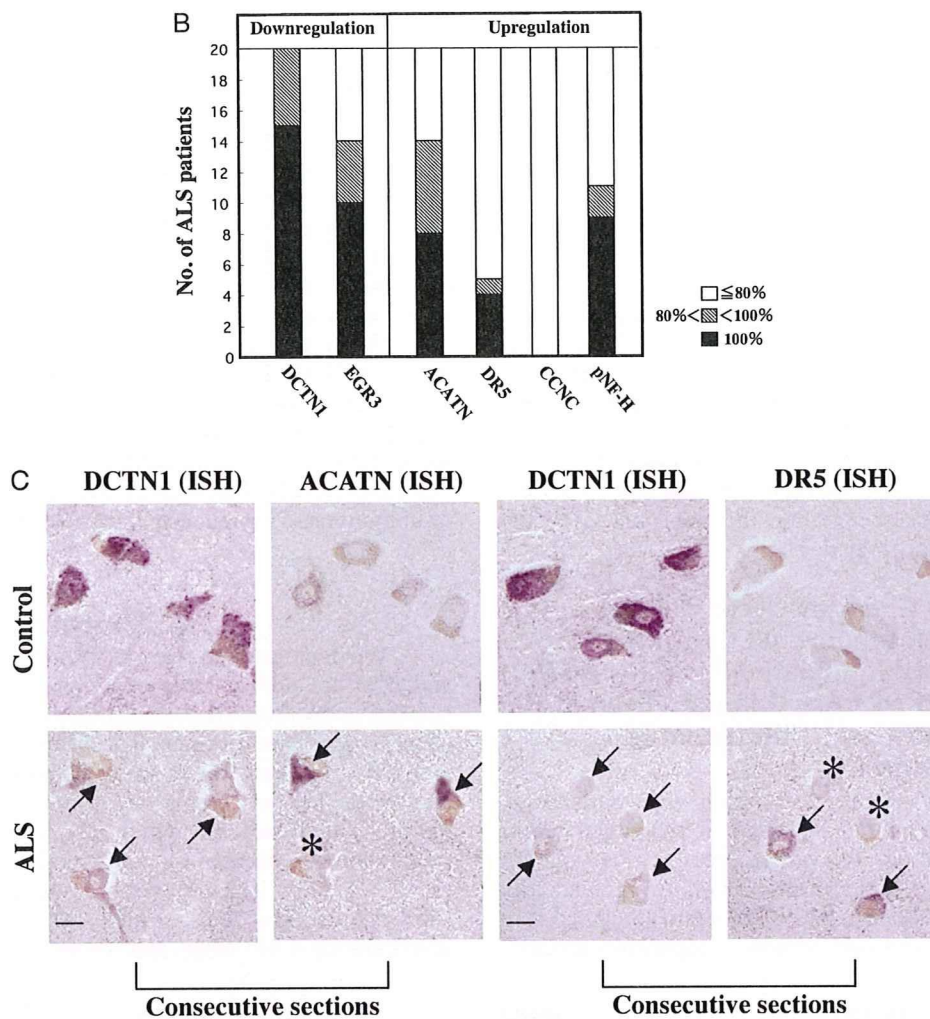 B
Downregulation Upregulation
20
18
16
14
12
10
8
6
4
2
0
No. of ALS patients
DCTN1 EGR3 ACATN DR5 CCNC pNF-H
≦80%
80%< <100%
100%
C
DCTN1 (ISH) ACATN (ISH) DCTN1 (ISH) DR5 (ISH)
Control
ALS
* * *
Consecutive sections Consecutive sections